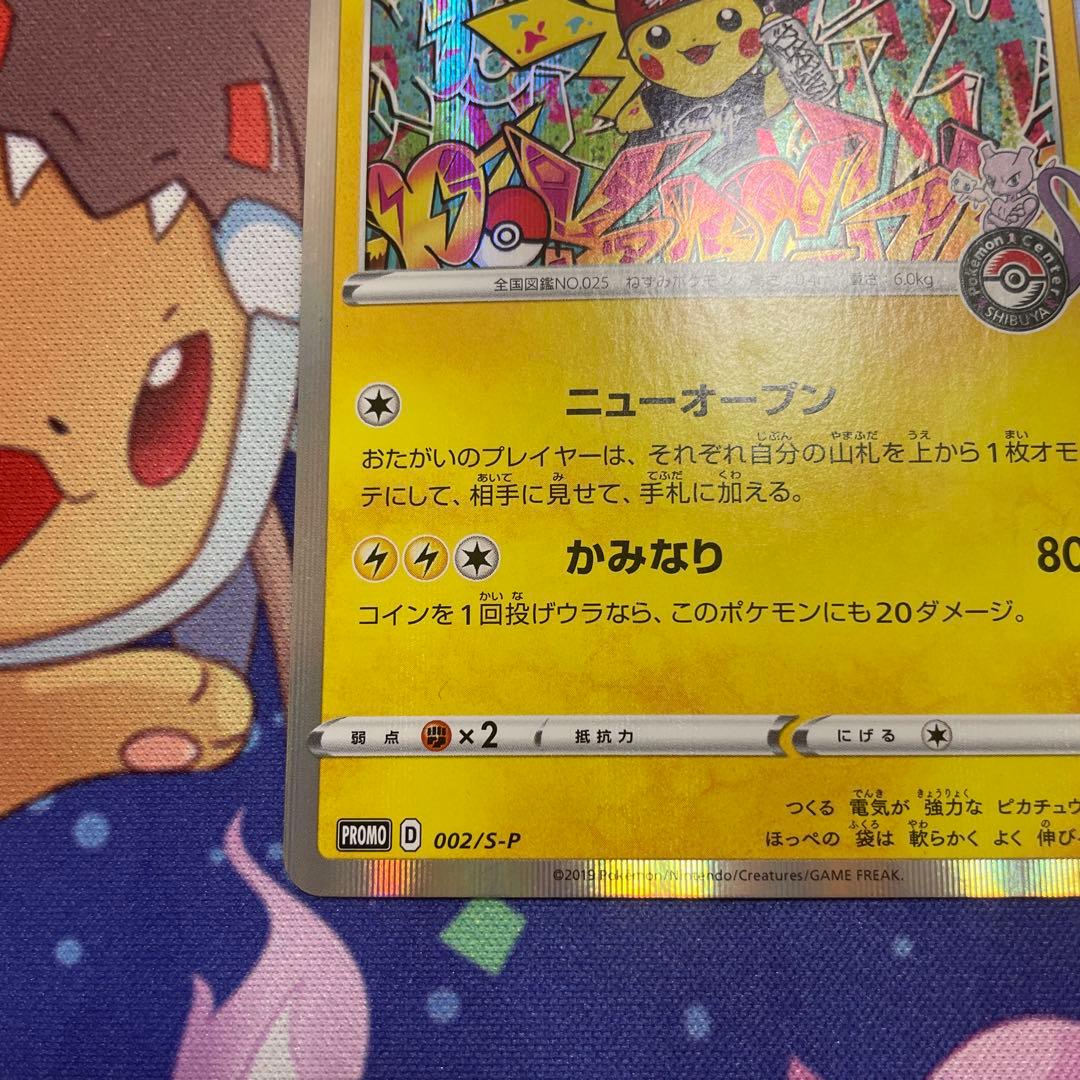 全国図鑑NO.025 ねずみポケモン 重さ：6.0kg
Pokémon Center
SHIBUYA
ニューオープン
おたがいのプレイヤーは、それぞれ自分の山札を上から1枚オモ
テにして、相手に見せて、手札に加える。
かみなり 80
コインを1回投げウラなら、このポケモンにも20ダメージ。
弱点 ×2 抵抗力 にげる
つくる 電気が 強力な ピカチュウ
ほっぺの 袋は 軟らかく よく 伸び
PROMO D 002/S-P
©2019 Pokémon/Nintendo/Creatures/GAME FREAK.